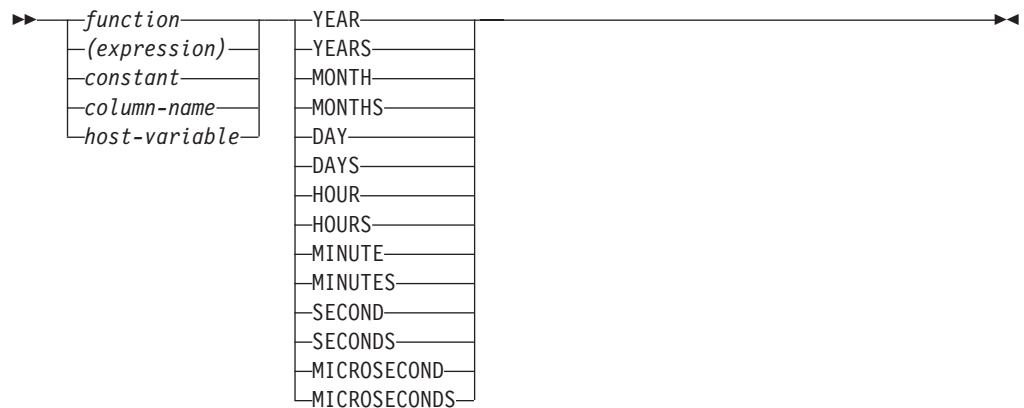 function YEAR
(expression) YEARS
constant MONTH
column-name MONTHS
host-variable DAY
DAYS
HOUR
HOURS
MINUTE
MINUTES
SECOND
SECONDS
MICROSECOND
MICROSECONDS